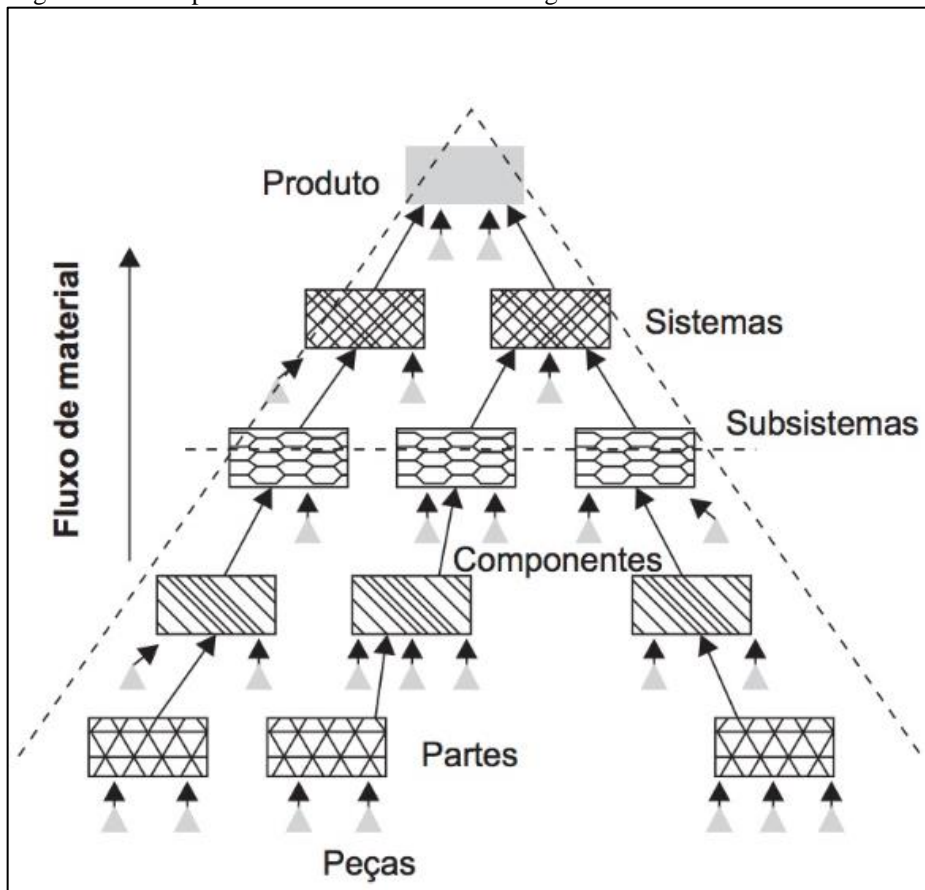 Produto
Fluxo de material
Sistemas
Subsistemas
Componentes
Partes
Peças